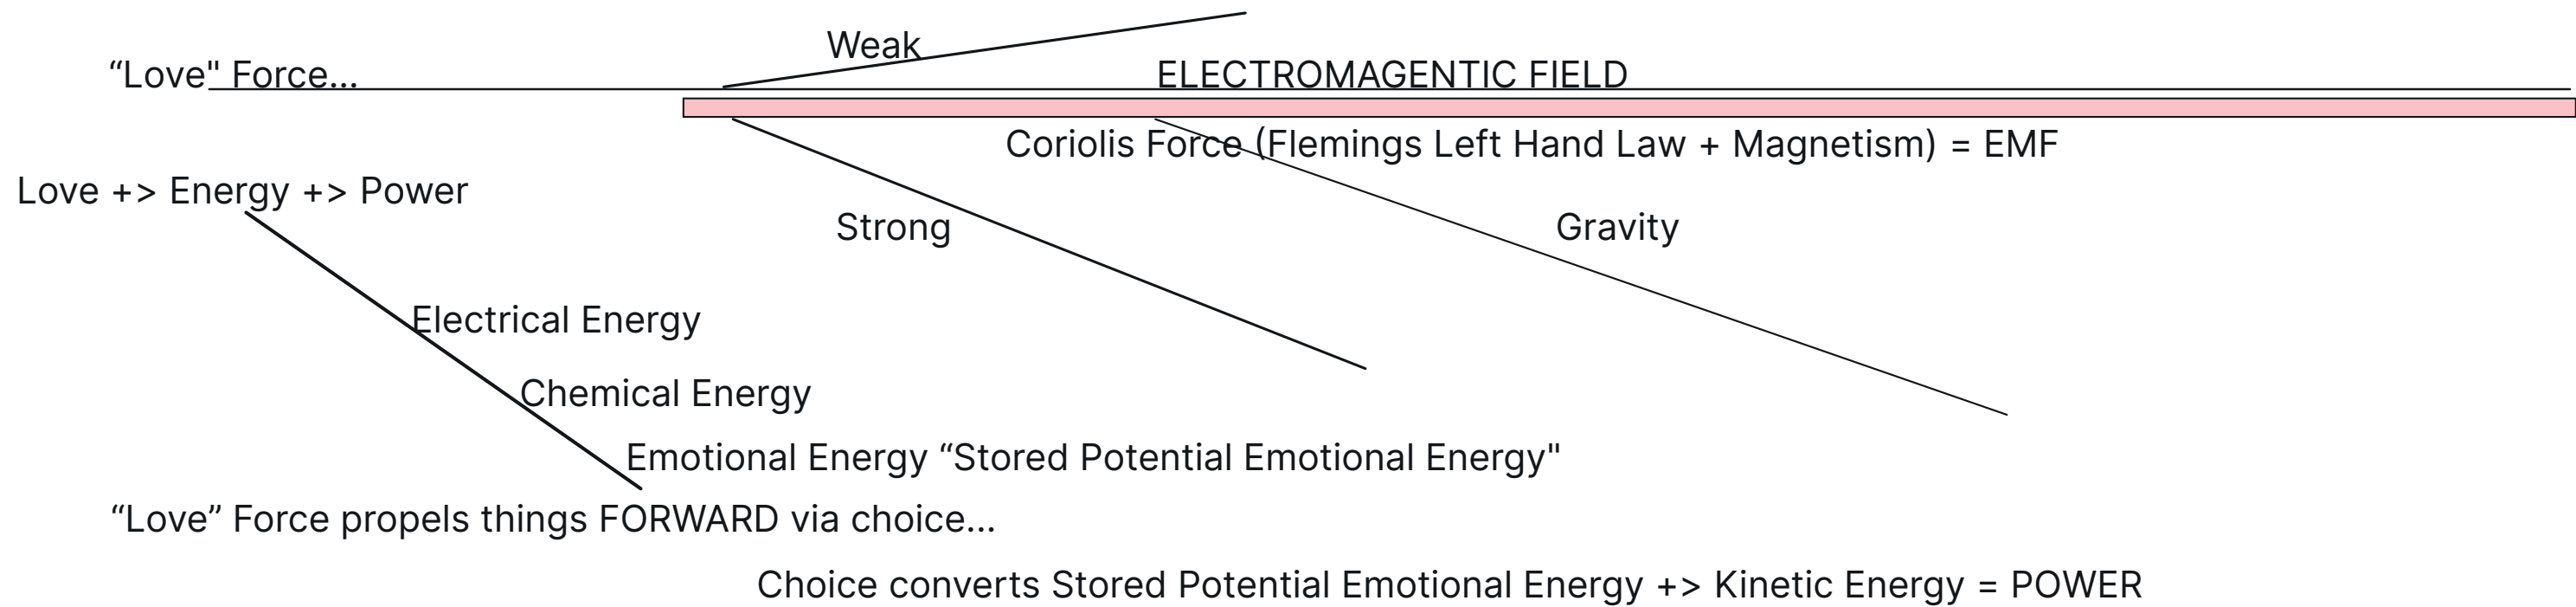 Weak
“Love" Force...
ELECTROMAGENTIC FIELD
Coriolis Force (Flemings Left Hand Law + Magnetism) = EMF
Love +> Energy +> Power
Strong
Gravity
Electrical Energy
Chemical Energy
Emotional Energy “Stored Potential Emotional Energy"
“Love” Force propels things FORWARD via choice...
Choice converts Stored Potential Emotional Energy +> Kinetic Energy = POWER